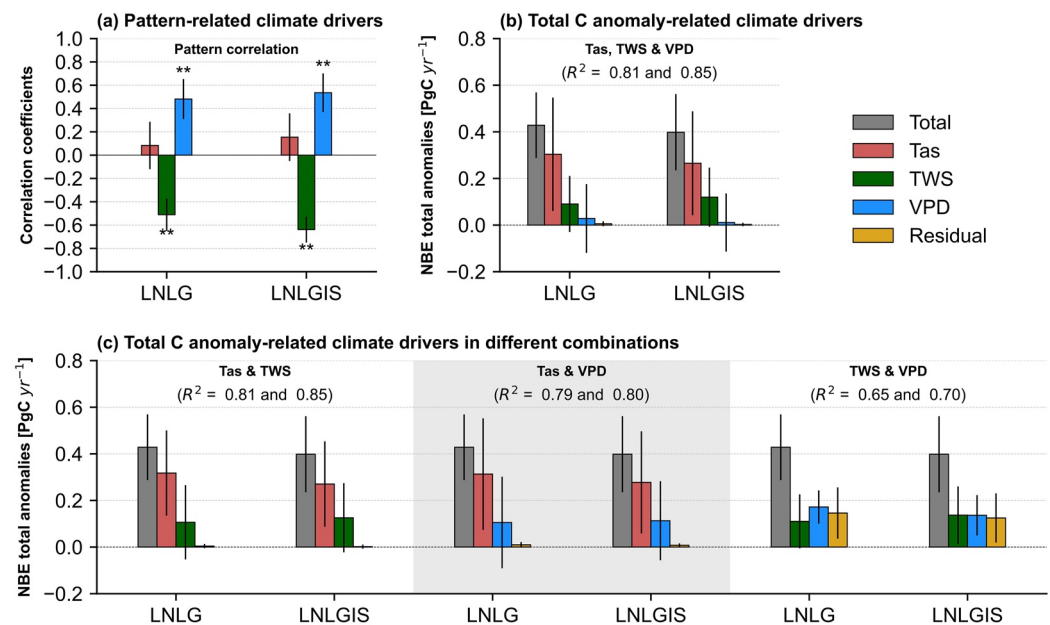 (a) Pattern-related climate drivers
Pattern correlation
Correlation coefficients
1.0
0.8
0.6
0.4
0.2
0.0
−0.2
−0.4
−0.6
−0.8
−1.0
**
**
**
**
LNLG
LNLGIS
(b) Total C anomaly-related climate drivers
Tas, TWS & VPD
(R² = 0.81 and 0.85)
NBE total anomalies [PgC yr⁻¹]
0.8
0.6
0.4
0.2
0.0
−0.2
LNLG
LNLGIS
Total
Tas
TWS
VPD
Residual
(c) Total C anomaly-related climate drivers in different combinations
NBE total anomalies [PgC yr⁻¹]
0.8
0.6
0.4
0.2
0.0
−0.2
Tas & TWS
(R² = 0.81 and 0.85)
LNLG
LNLGIS
Tas & VPD
(R² = 0.79 and 0.80)
LNLG
LNLGIS
TWS & VPD
(R² = 0.65 and 0.70)
LNLG
LNLGIS